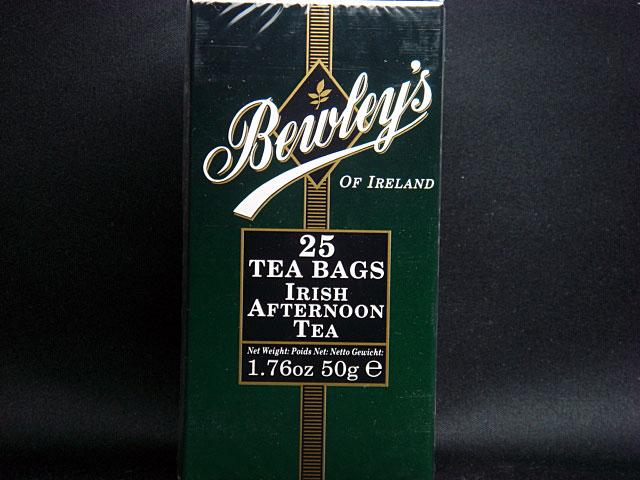 Bewley's
OF IRELAND
25
TEA BAGS
IRISH
AFTERNOON
TEA
Net Weight: Poids Net: Netto Gewicht:
1.76oz 50g ℮